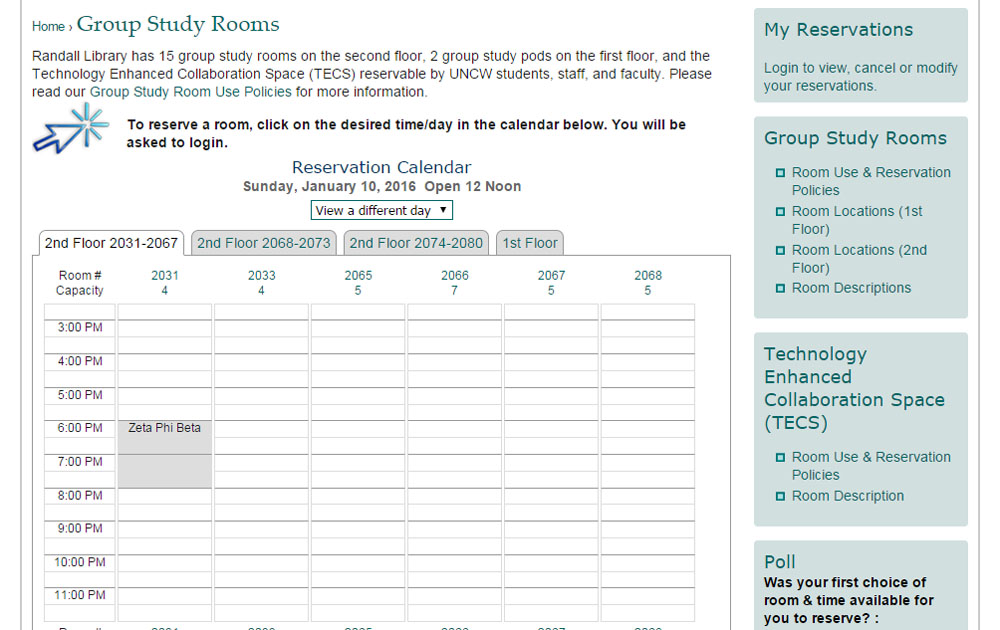 Home › Group Study Rooms
Randall Library has 15 group study rooms on the second floor, 2 group study pods on the first floor, and the
Technology Enhanced Collaboration Space (TECS) reservable by UNCW students, staff, and faculty. Please
read our Group Study Room Use Policies for more information.
To reserve a room, click on the desired time/day in the calendar below. You will be
asked to login.
Reservation Calendar
Sunday, January 10, 2016 Open 12 Noon
View a different day
2nd Floor 2031-2067 2nd Floor 2068-2073 2nd Floor 2074-2080 1st Floor
Room # 2031 2033 2065 2066 2067 2068
Capacity 4 4 5 7 5 5
3:00 PM
4:00 PM
5:00 PM
6:00 PM Zeta Phi Beta
7:00 PM
8:00 PM
9:00 PM
10:00 PM
11:00 PM
My Reservations
Login to view, cancel or modify
your reservations.
Group Study Rooms
Room Use & Reservation
Policies
Room Locations (1st
Floor)
Room Locations (2nd
Floor)
Room Descriptions
Technology
Enhanced
Collaboration Space
(TECS)
Room Use & Reservation
Policies
Room Description
Poll
Was your first choice of
room & time available for
you to reserve? :